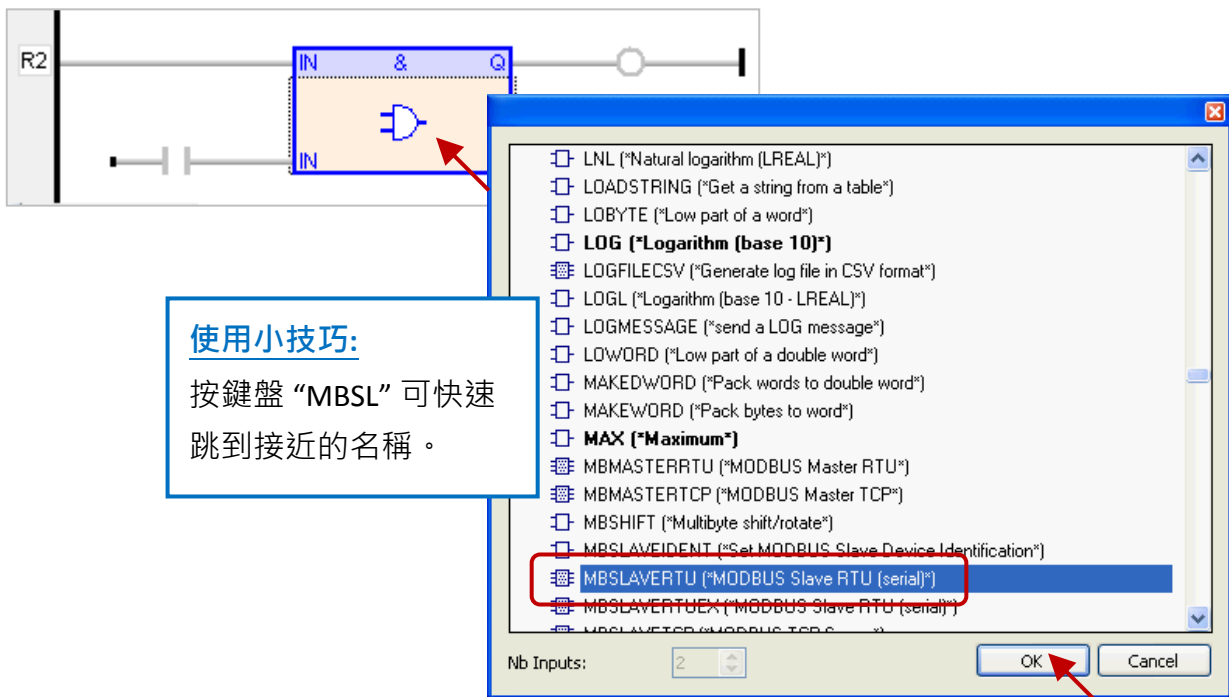 R2
IN & Q
IN
LNL (*Natural logarithm (LREAL)*)
LOADSTRING (*Get a string from a table*)
LOBYTE (*Low part of a word*)
LOG (*Logarithm (base 10)*)
LOGFILECSV (*Generate log file in CSV format*)
LOGL (*Logarithm (base 10 - LREAL)*)
LOGMESSAGE (*send a LOG message*)
LOWORD (*Low part of a double word*)
MAKEDWORD (*Pack words to double word*)
MAKEWORD (*Pack bytes to word*)
MAX (*Maximum*)
MBMASTERRTU (*MODBUS Master RTU*)
MBMASTERTCP (*MODBUS Master TCP*)
MBSHIFT (*Multibyte shift/rotate*)
MBSLAVEIDENT (*Set MODBUS Slave Device Identification*)
MBSLAVERTU (*MODBUS Slave RTU (serial)*)
MBSLAVERTUEX (*MODBUS Slave RTU (serial)*)
Nb Inputs: 2 OK Cancel
使用小技巧:
按鍵盤 “MBSL” 可快速
跳到接近的名稱。